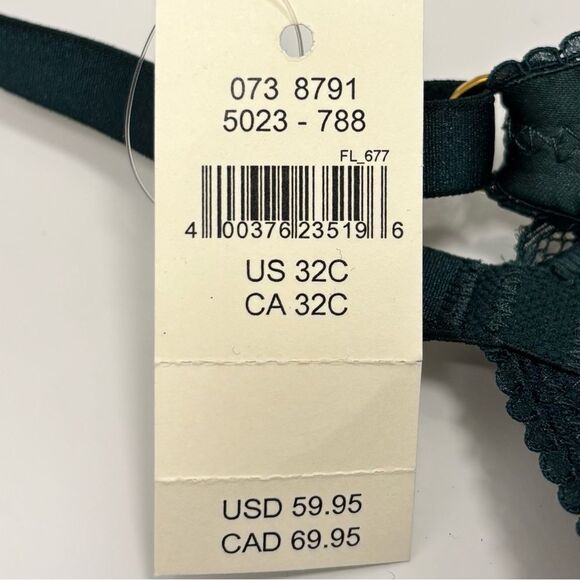 073 8791
5023 - 788
FL_677
4 00376 23519 6
US 32C
CA 32C
USD 59.95
CAD 69.95